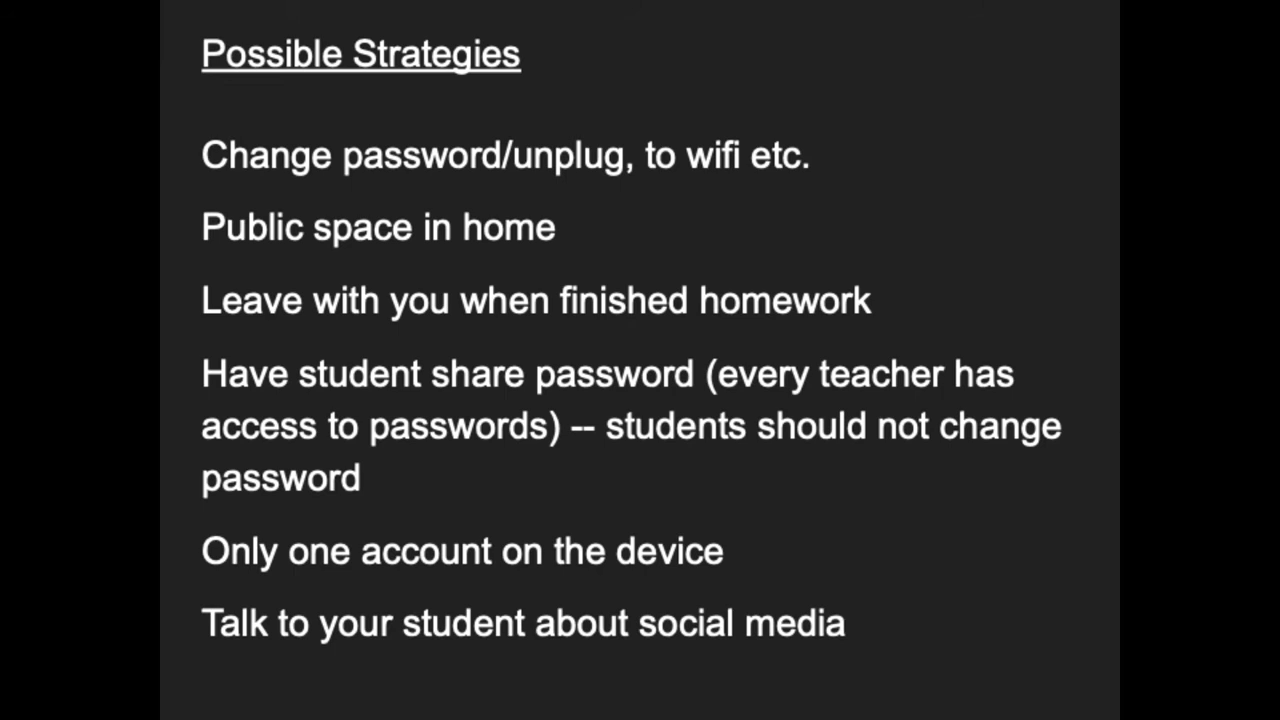 Possible Strategies
Change password/unplug, to wifi etc.
Public space in home
Leave with you when finished homework
Have student share password (every teacher has
access to passwords) -- students should not change
password
Only one account on the device
Talk to your student about social media